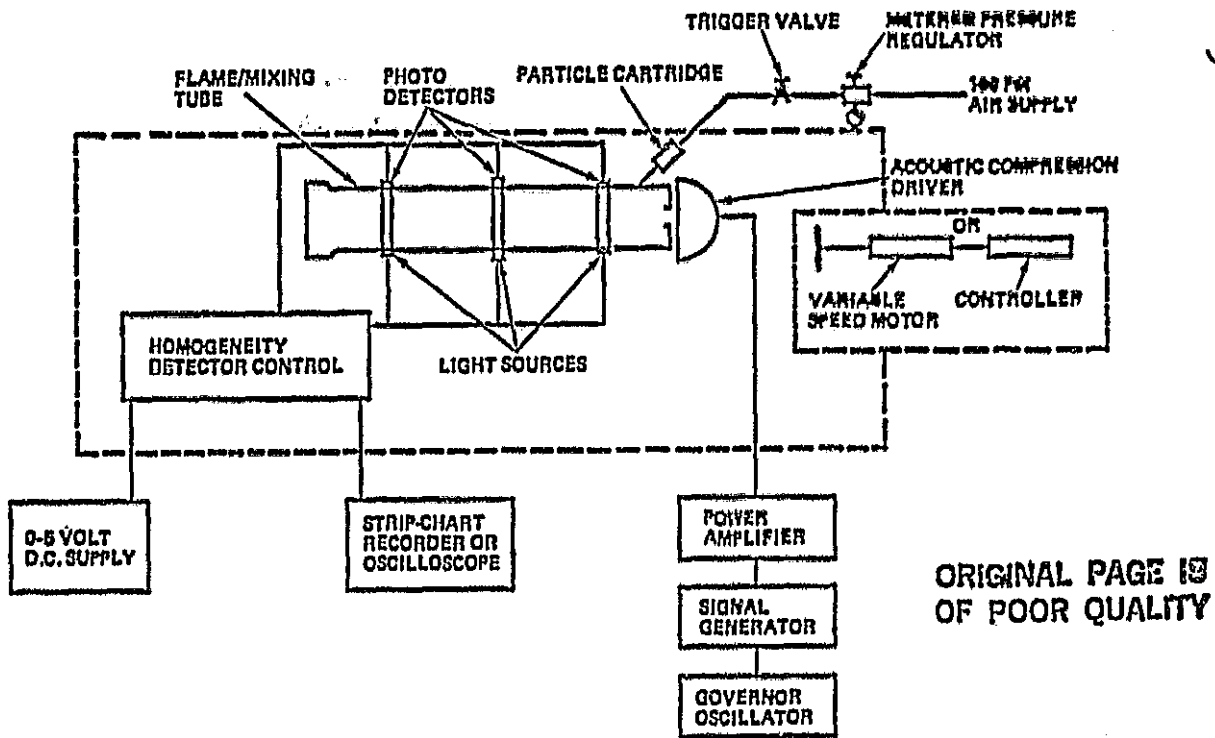 TRIGGER VALVE
METERED PRESSURE
REGULATOR
FLAME/MIXING
TUBE
PHOTO
DETECTORS
PARTICLE CARTRIDGE
AIR SUPPLY
ACOUSTIC COMPRESSION
DRIVER
OR
VARIABLE
SPEED MOTOR
CONTROLLER
HOMOGENEITY
DETECTOR CONTROL
LIGHT SOURCES
0-5 VOLT
D.C. SUPPLY
STRIP-CHART
RECORDER OR
OSCILLOSCOPE
POWER
AMPLIFIER
SIGNAL
GENERATOR
GOVERNOR
OSCILLATOR
ORIGINAL PAGE IS
OF POOR QUALITY